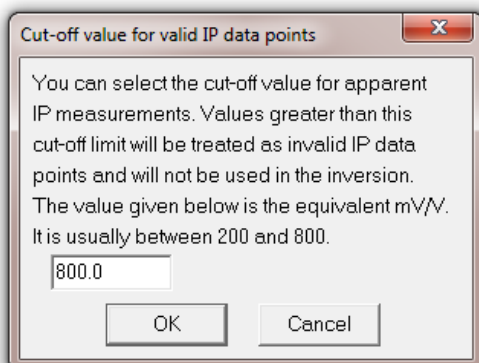 Cut-off value for valid IP data points
You can select the cut-off value for apparent
IP measurements. Values greater than this
cut-off limit will be treated as invalid IP data
points and will not be used in the inversion.
The value given below is the equivalent mV/V.
It is usually between 200 and 800.
800.0
OK Cancel